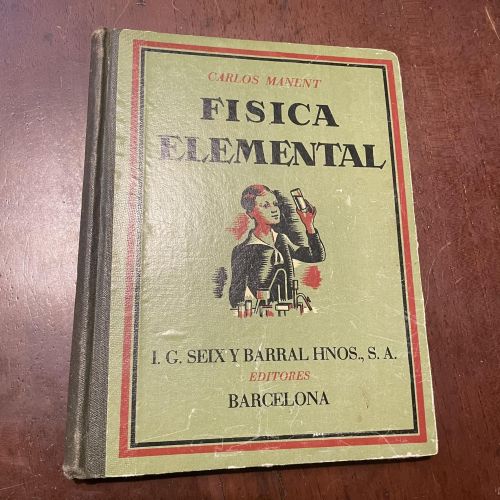 CARLOS MANENT
FISICA
ELEMENTAL
I. G. SEIX Y BARRAL HNOS., S. A.
EDITORES
BARCELONA